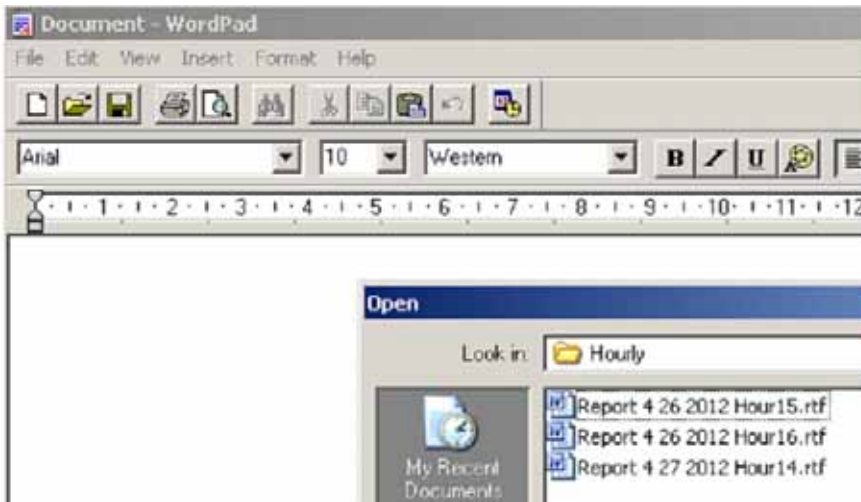 Document - WordPad
File Edit View Insert Format Help
Arial 10 Western B I U
1 2 3 4 5 6 7 8 9 10 11 12
Open
Look in: Hourly
Report 4 26 2012 Hour15.rtf
Report 4 26 2012 Hour16.rtf
Report 4 27 2012 Hour14.rtf
My Recent
Documents